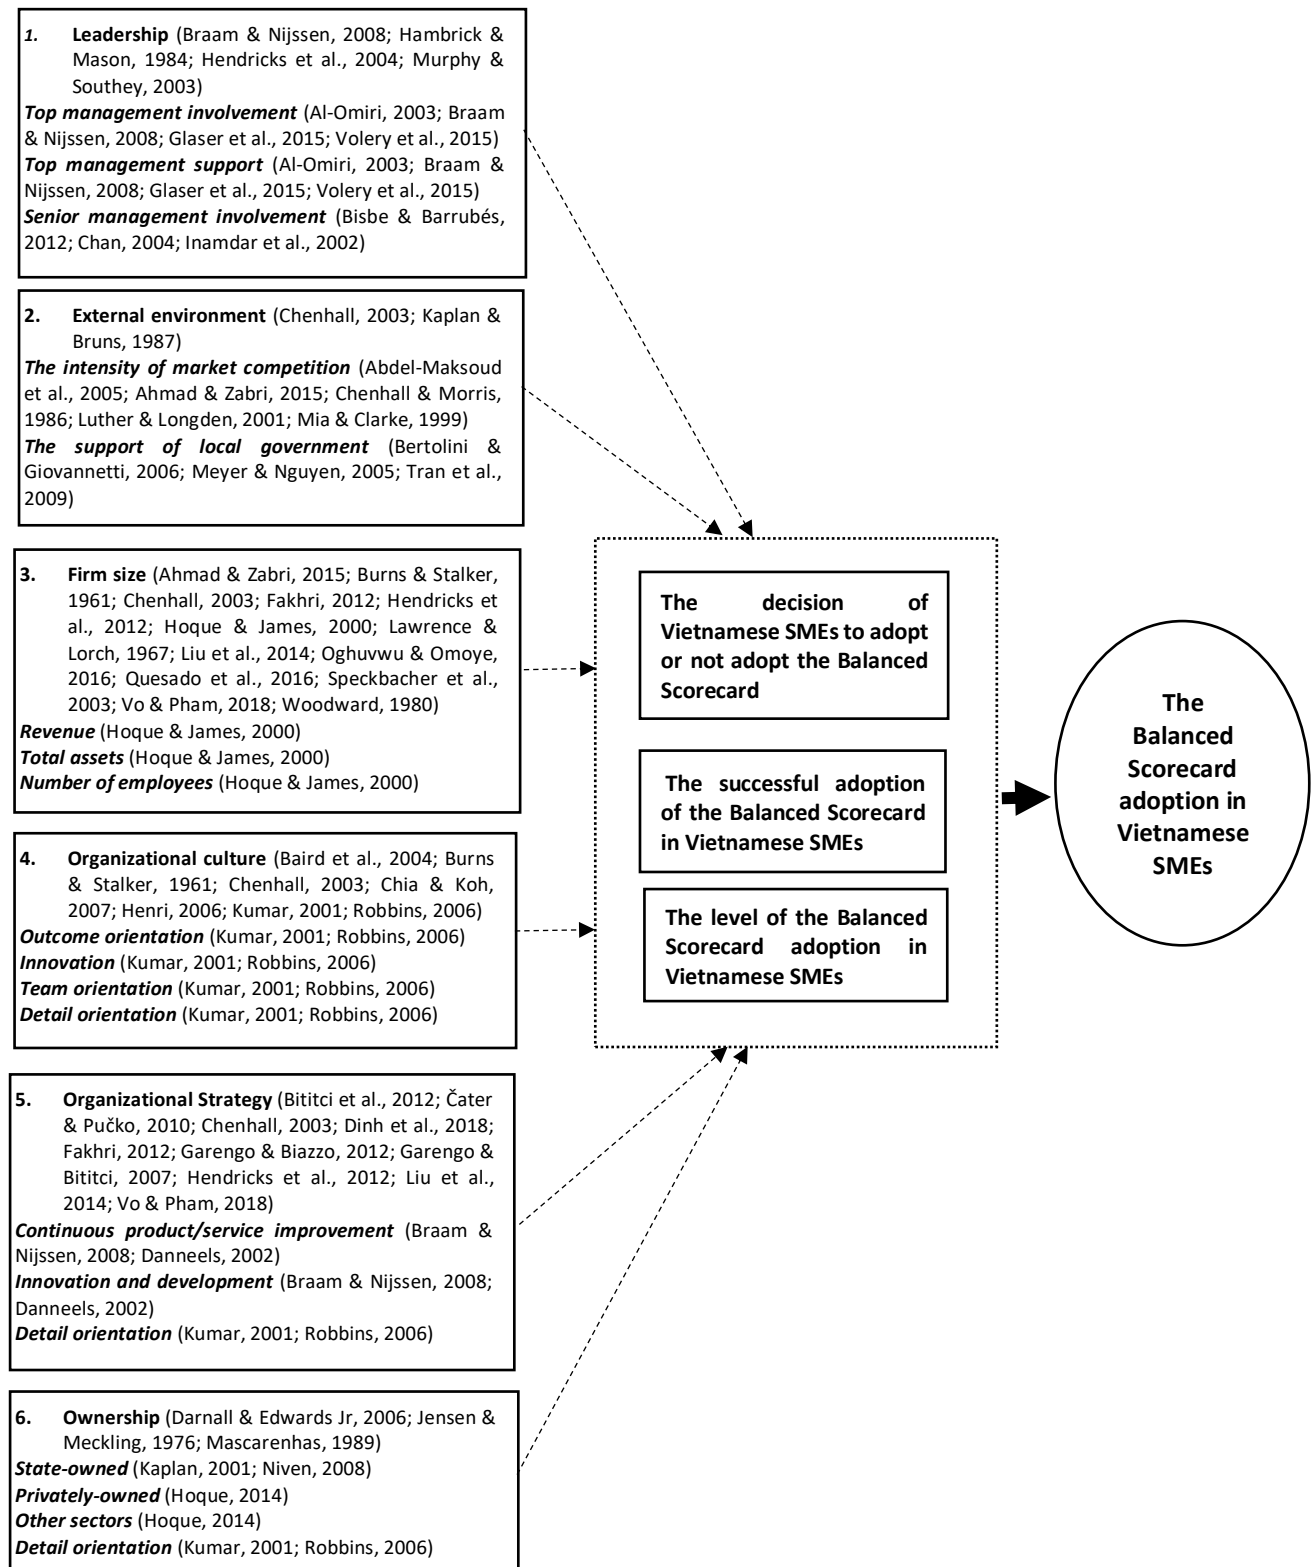 1. Leadership (Braam & Nijssen, 2008; Hambrick &
Mason, 1984; Hendricks et al., 2004; Murphy &
Southey, 2003)
Top management involvement (Al-Omiri, 2003; Braam
& Nijssen, 2008; Glaser et al., 2015; Volery et al., 2015)
Top management support (Al-Omiri, 2003; Braam &
Nijssen, 2008; Glaser et al., 2015; Volery et al., 2015)
Senior management involvement (Bisbe & Barrubés,
2012; Chan, 2004; Inamdar et al., 2002)
2. External environment (Chenhall, 2003; Kaplan &
Bruns, 1987)
The intensity of market competition (Abdel-Maksoud
et al., 2005; Ahmad & Zabri, 2015; Chenhall & Morris,
1986; Luther & Longden, 2001; Mia & Clarke, 1999)
The support of local government (Bertolini &
Giovannetti, 2006; Meyer & Nguyen, 2005; Tran et al.,
2009)
3. Firm size (Ahmad & Zabri, 2015; Burns & Stalker,
1961; Chenhall, 2003; Fakhri, 2012; Hendricks et
al., 2012; Hoque & James, 2000; Lawrence &
Lorch, 1967; Liu et al., 2014; Oghuvwu & Omoye,
2016; Quesado et al., 2016; Speckbacher et al.,
2003; Vo & Pham, 2018; Woodward, 1980)
Revenue (Hoque & James, 2000)
Total assets (Hoque & James, 2000)
Number of employees (Hoque & James, 2000)
4. Organizational culture (Baird et al., 2004; Burns
& Stalker, 1961; Chenhall, 2003; Chia & Koh,
2007; Henri, 2006; Kumar, 2001; Robbins, 2006)
Outcome orientation (Kumar, 2001; Robbins, 2006)
Innovation (Kumar, 2001; Robbins, 2006)
Team orientation (Kumar, 2001; Robbins, 2006)
Detail orientation (Kumar, 2001; Robbins, 2006)
5. Organizational Strategy (Bititci et al., 2012; Čater
& Pučko, 2010; Chenhall, 2003; Dinh et al., 2018;
Fakhri, 2012; Garengo & Biazzo, 2012; Garengo &
Bititci, 2007; Hendricks et al., 2012; Liu et al.,
2014; Vo & Pham, 2018)
Continuous product/service improvement (Braam &
Nijssen, 2008; Danneels, 2002)
Innovation and development (Braam & Nijssen, 2008;
Danneels, 2002)
Detail orientation (Kumar, 2001; Robbins, 2006)
6. Ownership (Darnall & Edwards Jr, 2006; Jensen &
Meckling, 1976; Mascarenhas, 1989)
State-owned (Kaplan, 2001; Niven, 2008)
Privately-owned (Hoque, 2014)
Other sectors (Hoque, 2014)
Detail orientation (Kumar, 2001; Robbins, 2006)
The decision of
Vietnamese SMEs to adopt
or not adopt the Balanced
Scorecard
The successful adoption
of the Balanced Scorecard
in Vietnamese SMEs
The level of the Balanced
Scorecard adoption in
Vietnamese SMEs
The
Balanced
Scorecard
adoption in
Vietnamese
SMEs